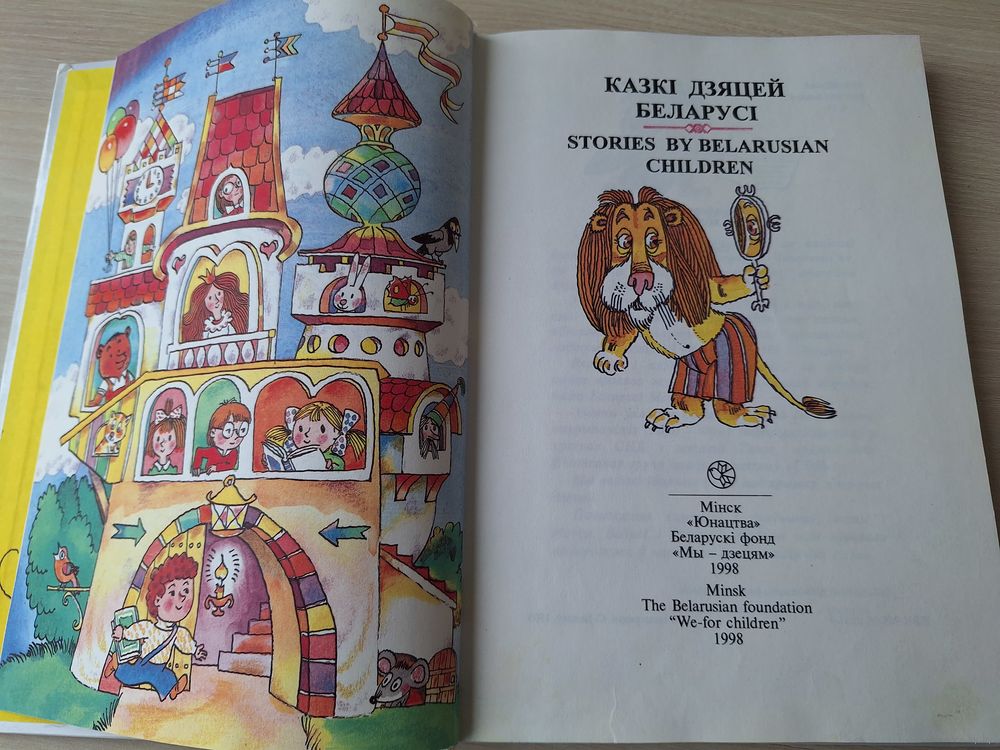 КАЗКІ ДЗЯЦЕЙ
БЕЛАРУСІ
STORIES BY BELARUSIAN
CHILDREN
Мінск
«Юнацтва»
Беларускі фонд
«Мы – дзецям”
1998
Minsk
The Belarusian foundation
“We-for children”
1998